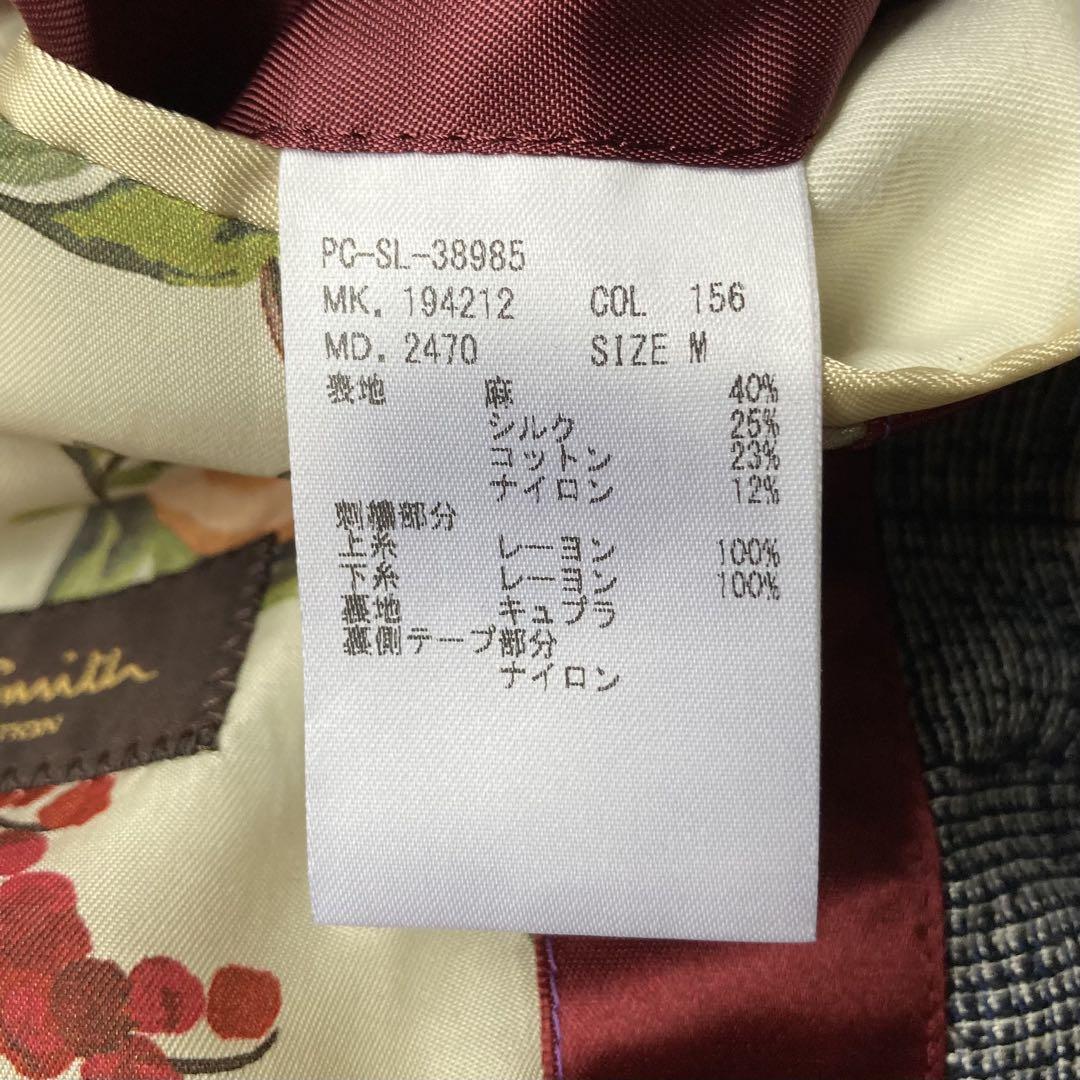 PC-SL-38985
MK. 194212 COL 156
MD. 2470 SIZE M
表地 麻 40%
シルク 25%
コットン 23%
ナイロン 12%
刺繍部分
上糸 レーヨン 100%
下糸 レーヨン 100%
裏地 キュプラ
裏側テープ部分
ナイロン
Smith